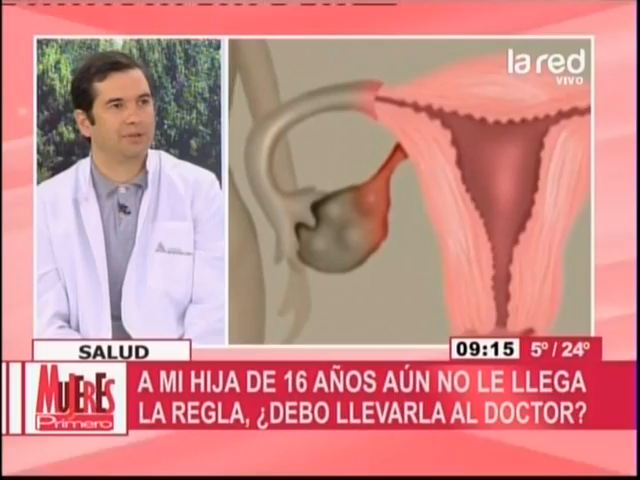 la red
VIVO
SALUD
09:15 5°/24°
MUJERES
Primero
A MI HIJA DE 16 AÑOS AÚN NO LE LLEGA
LA REGLA, ¿DEBO LLEVARLA AL DOCTOR?